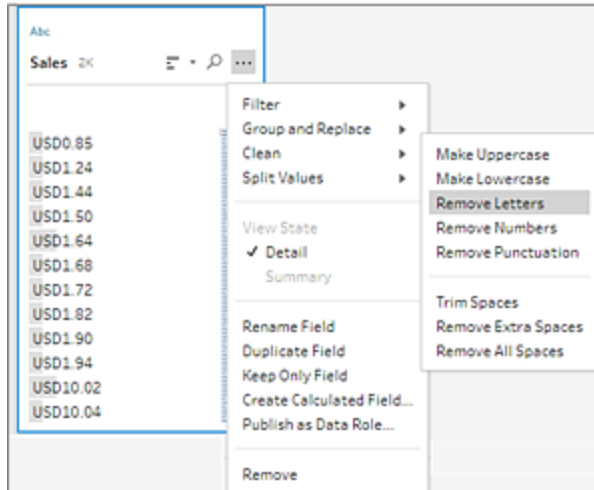 Abc
Sales 2K
USD0.85
USD1.24
USD1.44
USD1.50
USD1.64
USD1.68
USD1.72
USD1.82
USD1.90
USD1.94
USD10.02
USD10.04
Filter
Group and Replace
Clean
Split Values
View State
Detail
Summary
Rename Field
Duplicate Field
Keep Only Field
Create Calculated Field...
Publish as Data Role...
Remove
Make Uppercase
Make Lowercase
Remove Letters
Remove Numbers
Remove Punctuation
Trim Spaces
Remove Extra Spaces
Remove All Spaces